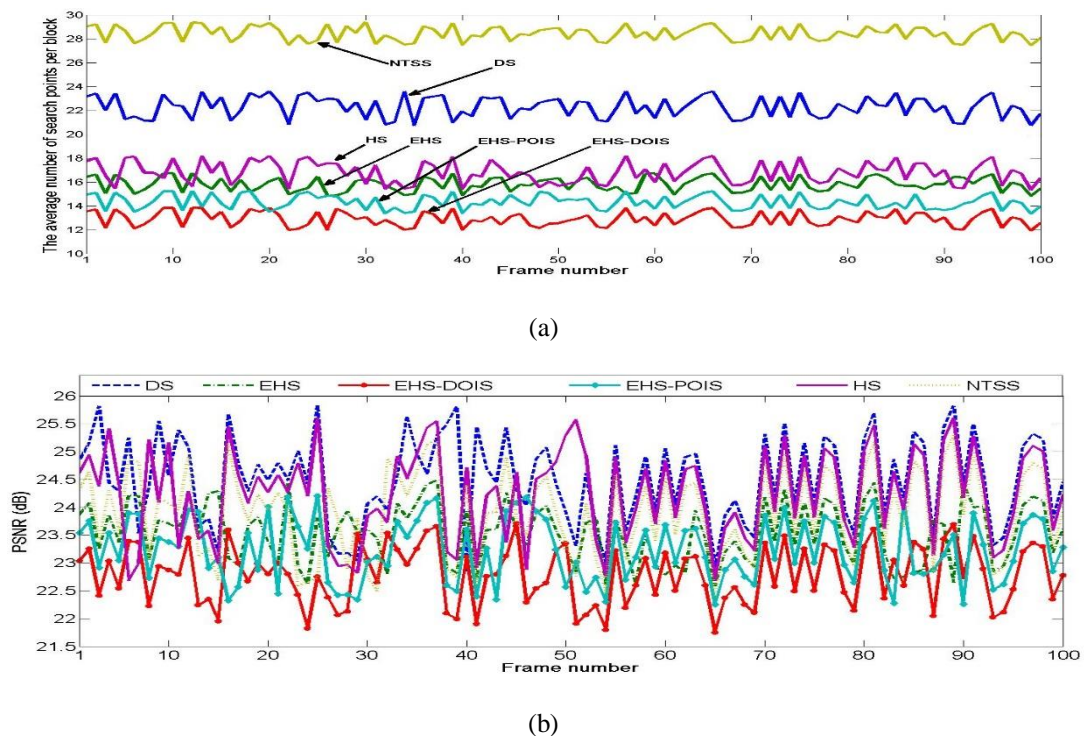 The average number of search points per block
30
28
26
24
22
20
18
16
14
12
10
NTSS
DS
HS
EHS
EHS-POIS
EHS-DOIS
1 10 20 30 40 50 60 70 80 90 100
Frame number
(a)
DS EHS EHS-DOIS EHS-POIS HS NTSS
PSNR (dB)
26
25.5
25
24.5
24
23.5
23
22.5
22
21.5
1 10 20 30 40 50 60 70 80 90 100
Frame number
(b)